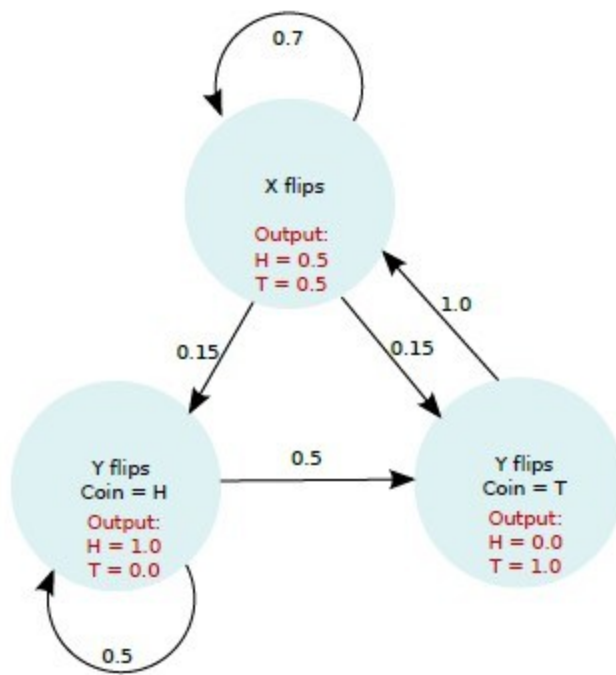 0.7
X flips
Output:
H = 0.5
T = 0.5
1.0
0.15
0.15
0.5
Y flips
Coin = H
Output:
H = 1.0
T = 0.0
Y flips
Coin = T
Output:
H = 0.0
T = 1.0
0.5